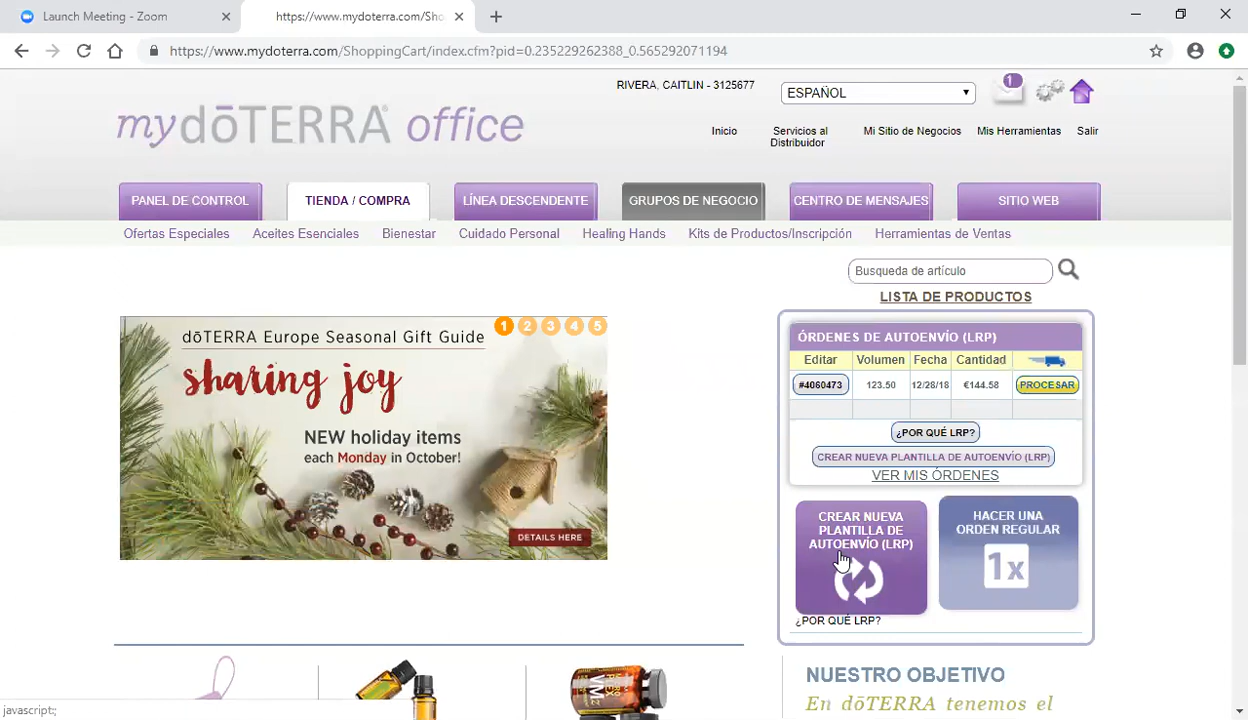 Launch Meeting - Zoom
https://www.mydoterra.com/Sho
https://www.mydoterra.com/ShoppingCart/index.cfm?pid=0.235229262388_0.565292071194
RIVERA, CAITLIN - 3125677
ESPAÑOL
1
mydōTERRA office
Inicio
Servicios al Distribuidor
Mi Sitio de Negocios
Mis Herramientas
Salir
PANEL DE CONTROL
TIENDA / COMPRA
LÍNEA DESCENDENTE
GRUPOS DE NEGOCIO
CENTRO DE MENSAJES
SITIO WEB
Ofertas Especiales
Aceites Esenciales
Bienestar
Cuidado Personal
Healing Hands
Kits de Productos/Inscripción
Herramientas de Ventas
Busqueda de artículo
LISTA DE PRODUCTOS
dōTERRA Europe Seasonal Gift Guide
1 2 3 4 5
sharing joy
NEW holiday items
each Monday in October!
DETAILS HERE
ÓRDENES DE AUTOENVÍO (LRP)
Editar Volumen Fecha Cantidad
#4060473 123.50 12/28/18 €144.58 PROCESAR
¿POR QUÉ LRP?
CREAR NUEVA PLANTILLA DE AUTOENVÍO (LRP)
VER MIS ÓRDENES
CREAR NUEVA
PLANTILLA DE
AUTOENVÍO (LRP)
HACER UNA
ORDEN REGULAR
1x
¿POR QUÉ LRP?
NUESTRO OBJETIVO
En dōTERRA tenemos el
javascript:;